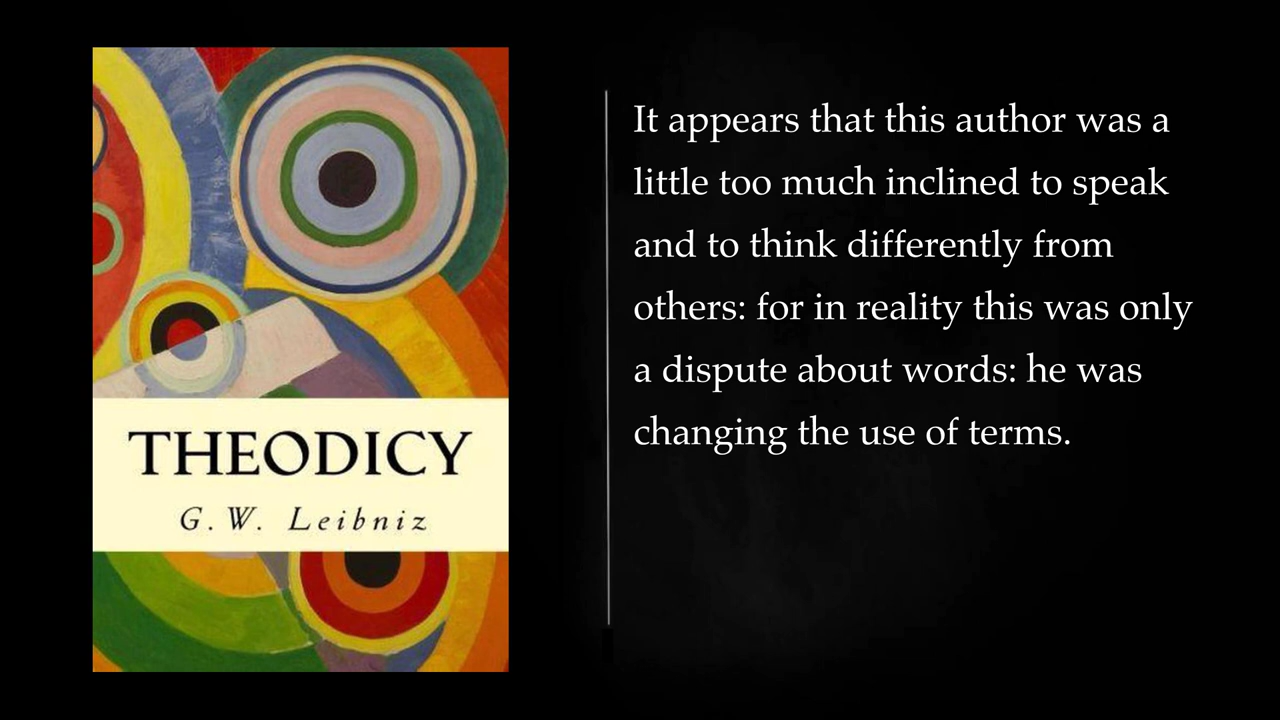 THEODICY
G. W. Leibniz
It appears that this author was a
little too much inclined to speak
and to think differently from
others: for in reality this was only
a dispute about words: he was
changing the use of terms.